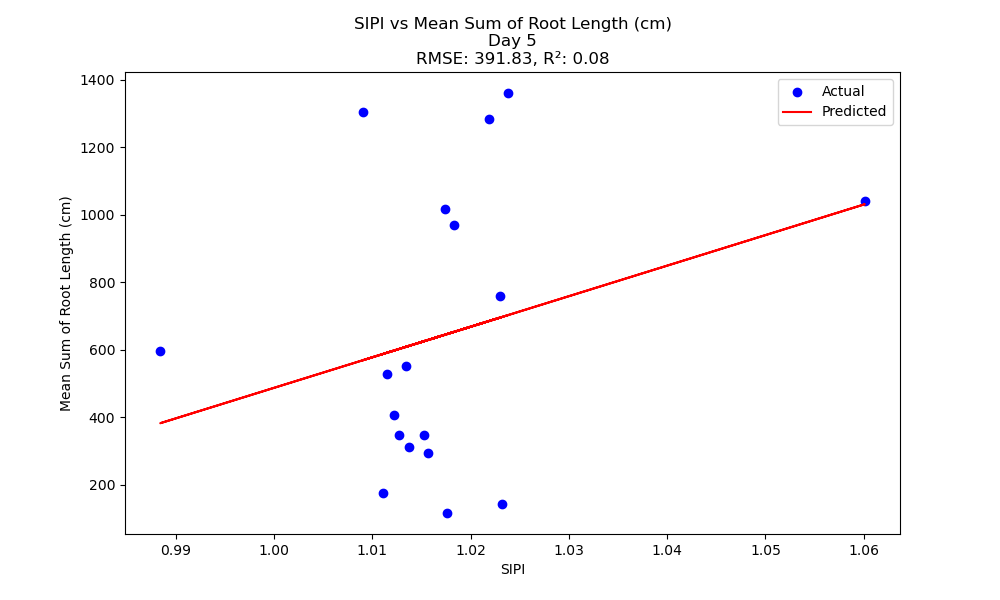 SIPI vs Mean Sum of Root Length (cm)
Day 5
RMSE: 391.83, R²: 0.08
Actual
Predicted
Mean Sum of Root Length (cm)
1400
1200
1000
800
600
400
200
0.99 1.00 1.01 1.02 1.03 1.04 1.05 1.06
SIPI